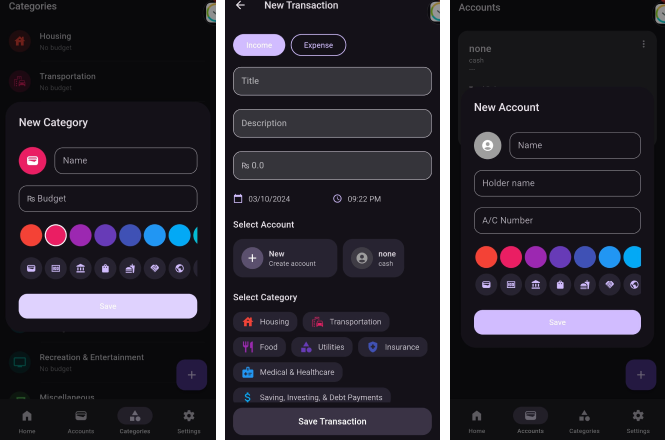 Categories
Housing
No budget
Transportation
No budget
New Category
Name
₨ Budget
Save
Recreation & Entertainment
No budget
Miscellaneous
Home
Accounts
Categories
Settings
New Transaction
Income
Expense
Title
Description
₨ 0.0
03/10/2024
09:22 PM
Select Account
New
Create account
none
cash
Select Category
Housing
Transportation
Food
Utilities
Insurance
Medical & Healthcare
Saving, Investing, & Debt Payments
Save Transaction
Accounts
none
cash
New Account
Name
Holder name
A/C Number
Save
Home
Accounts
Categories
Settings